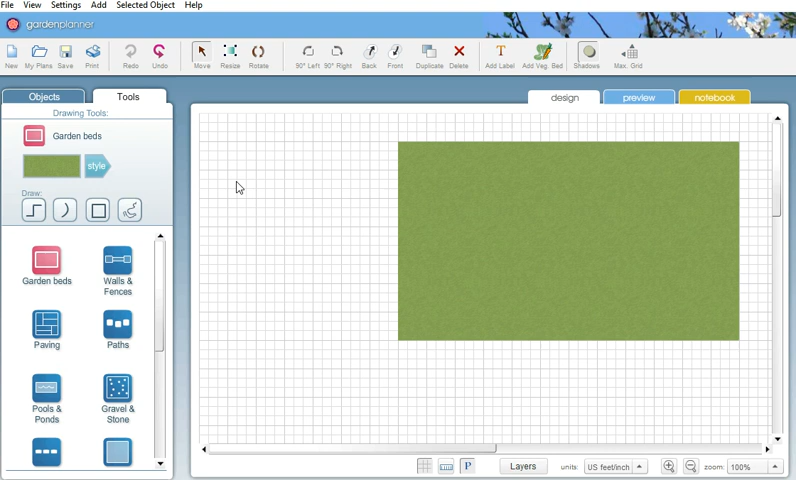 File View Settings Add Selected Object Help
gardenplanner
New My Plans Save Print Redo Undo Move Resize Rotate 90° Left 90° Right Back Front Duplicate Delete Add Label Add Veg. Bed Shadows Max. Grid
Objects Tools
design preview notebook
Drawing Tools:
Garden beds
style
Draw:
Garden beds
Walls &
Fences
Paving
Paths
Pools &
Ponds
Gravel &
Stone
P Layers units: US feet/inch zoom: 100%